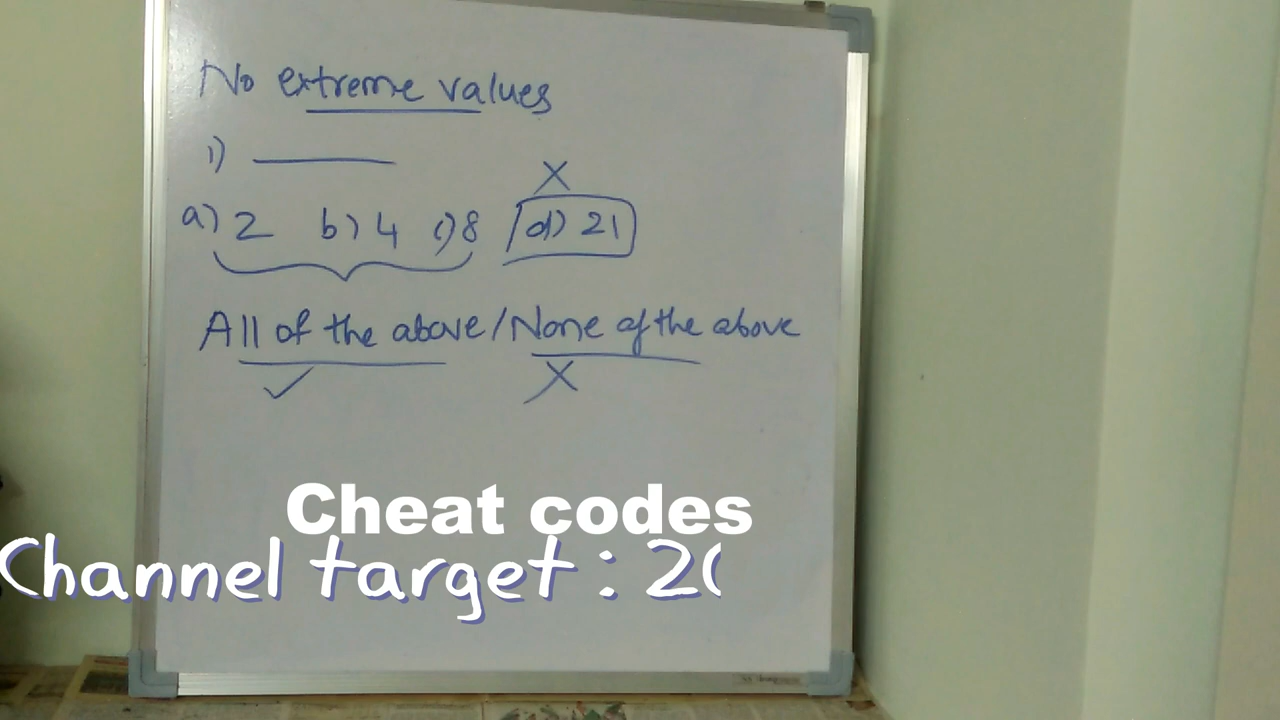 No extreme values
1)
X
a) 2 b) 4 c) 8 d) 21
All of the above/None of the above
✓ X
Cheat codes
Channel target : 2